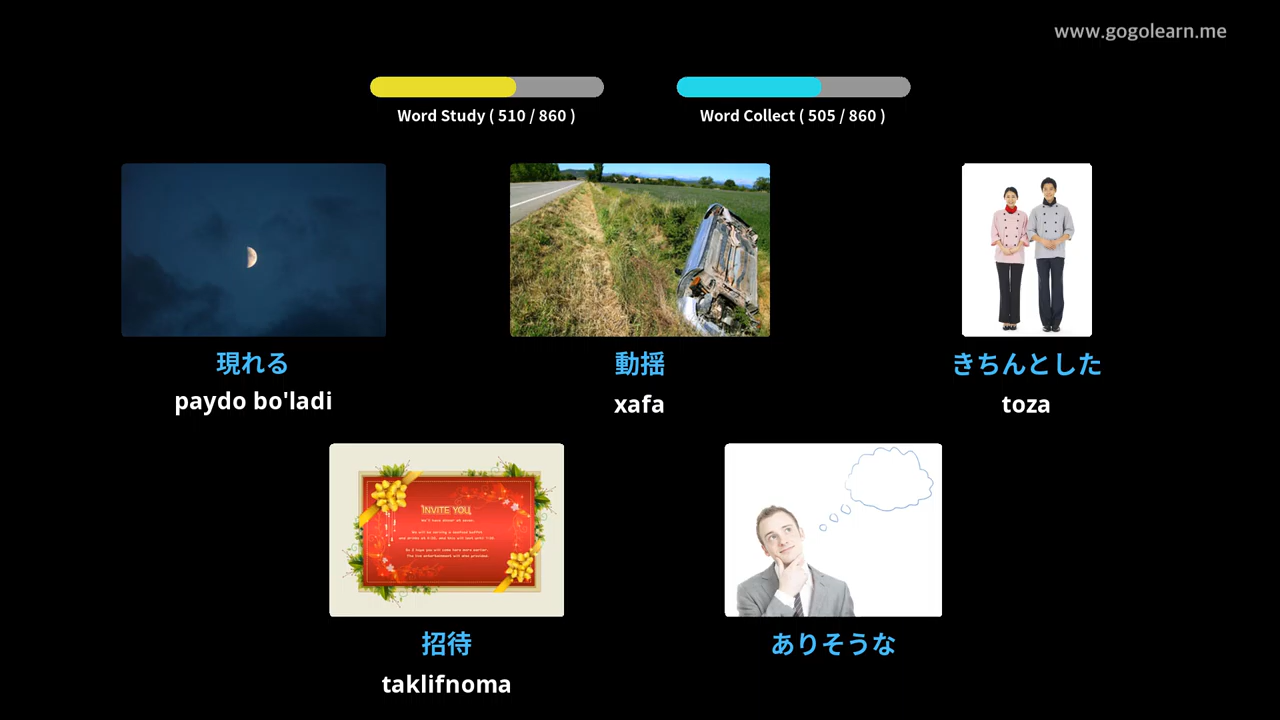 www.gogolearn.me
Word Study ( 510 / 860 )
Word Collect ( 505 / 860 )
現れる
paydo bo'ladi
動揺
xafa
きちんとした
toza
INVITE YOU
招待
taklifnoma
ありそうな